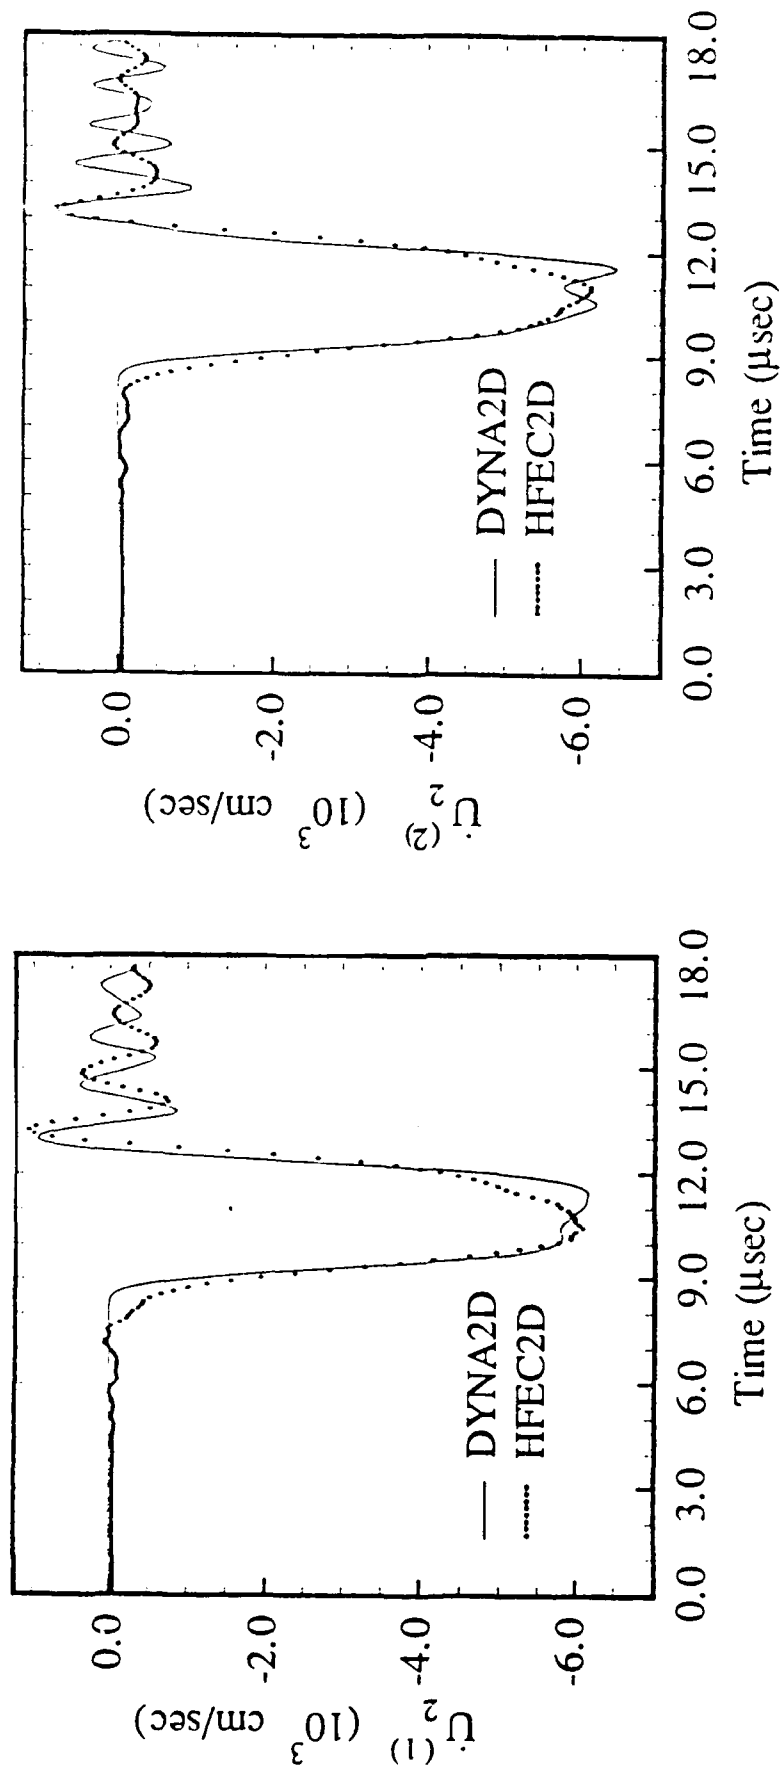 U̇₂⁽¹⁾ (10³ cm/sec)
0.0
-2.0
-4.0
-6.0
DYNA2D
HFEC2D
0.0 3.0 6.0 9.0 12.0 15.0 18.0
Time (μsec)
U̇₂⁽²⁾ (10³ cm/sec)
0.0
-2.0
-4.0
-6.0
DYNA2D
HFEC2D
0.0 3.0 6.0 9.0 12.0 15.0 18.0
Time (μsec)